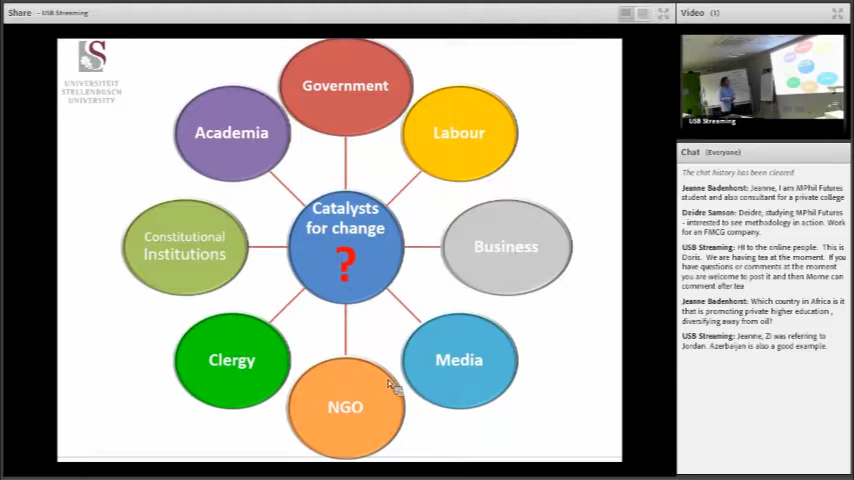 Share - USB Streaming
Video (1)
UNIVERSITEIT
STELLENBOSCH
UNIVERSITY
Government
Academia
Labour
Catalysts
for change
?
Constitutional
Institutions
Business
Clergy
Media
NGO
USB Streaming
Chat (Everyone)
The chat history has been cleared
Jeanne Badenhorst: Jeanne, I am MPhil Futures
student and also consultant for a private college
Deidre Samson: Deidre, studying MPhil Futures
- interested to see methodology in action. Work
for an FMCG company.
USB Streaming: HI to the online people. This is
Doris. We are having tea at the moment. If you
have questions or comments at the moment
you are welcome to post it and then Morne can
comment after tea
Jeanne Badenhorst: Which country in Africa is it
that is promoting private higher education ,
diversifying away from oil?
USB Streaming: Jeanne, ZI was referring to
Jordan. Azerbaijan is also a good example.